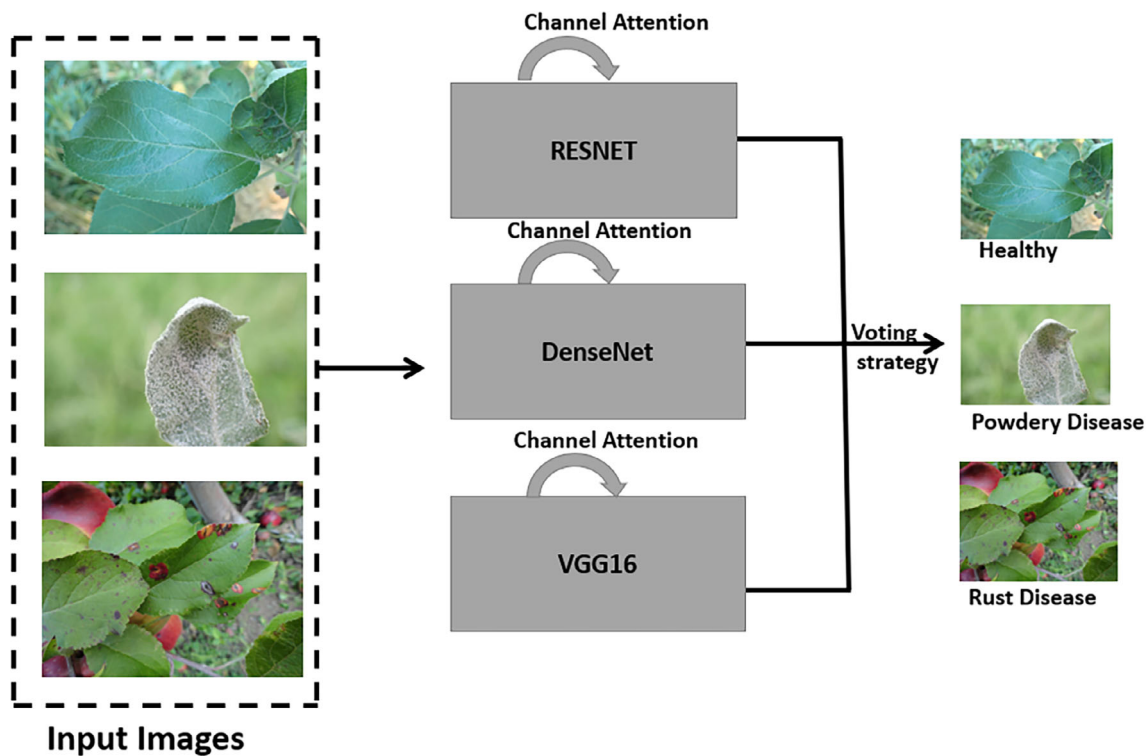 Channel Attention
RESNET
Channel Attention
DenseNet
Channel Attention
VGG16
Voting
strategy
Healthy
Powdery Disease
Rust Disease
Input Images